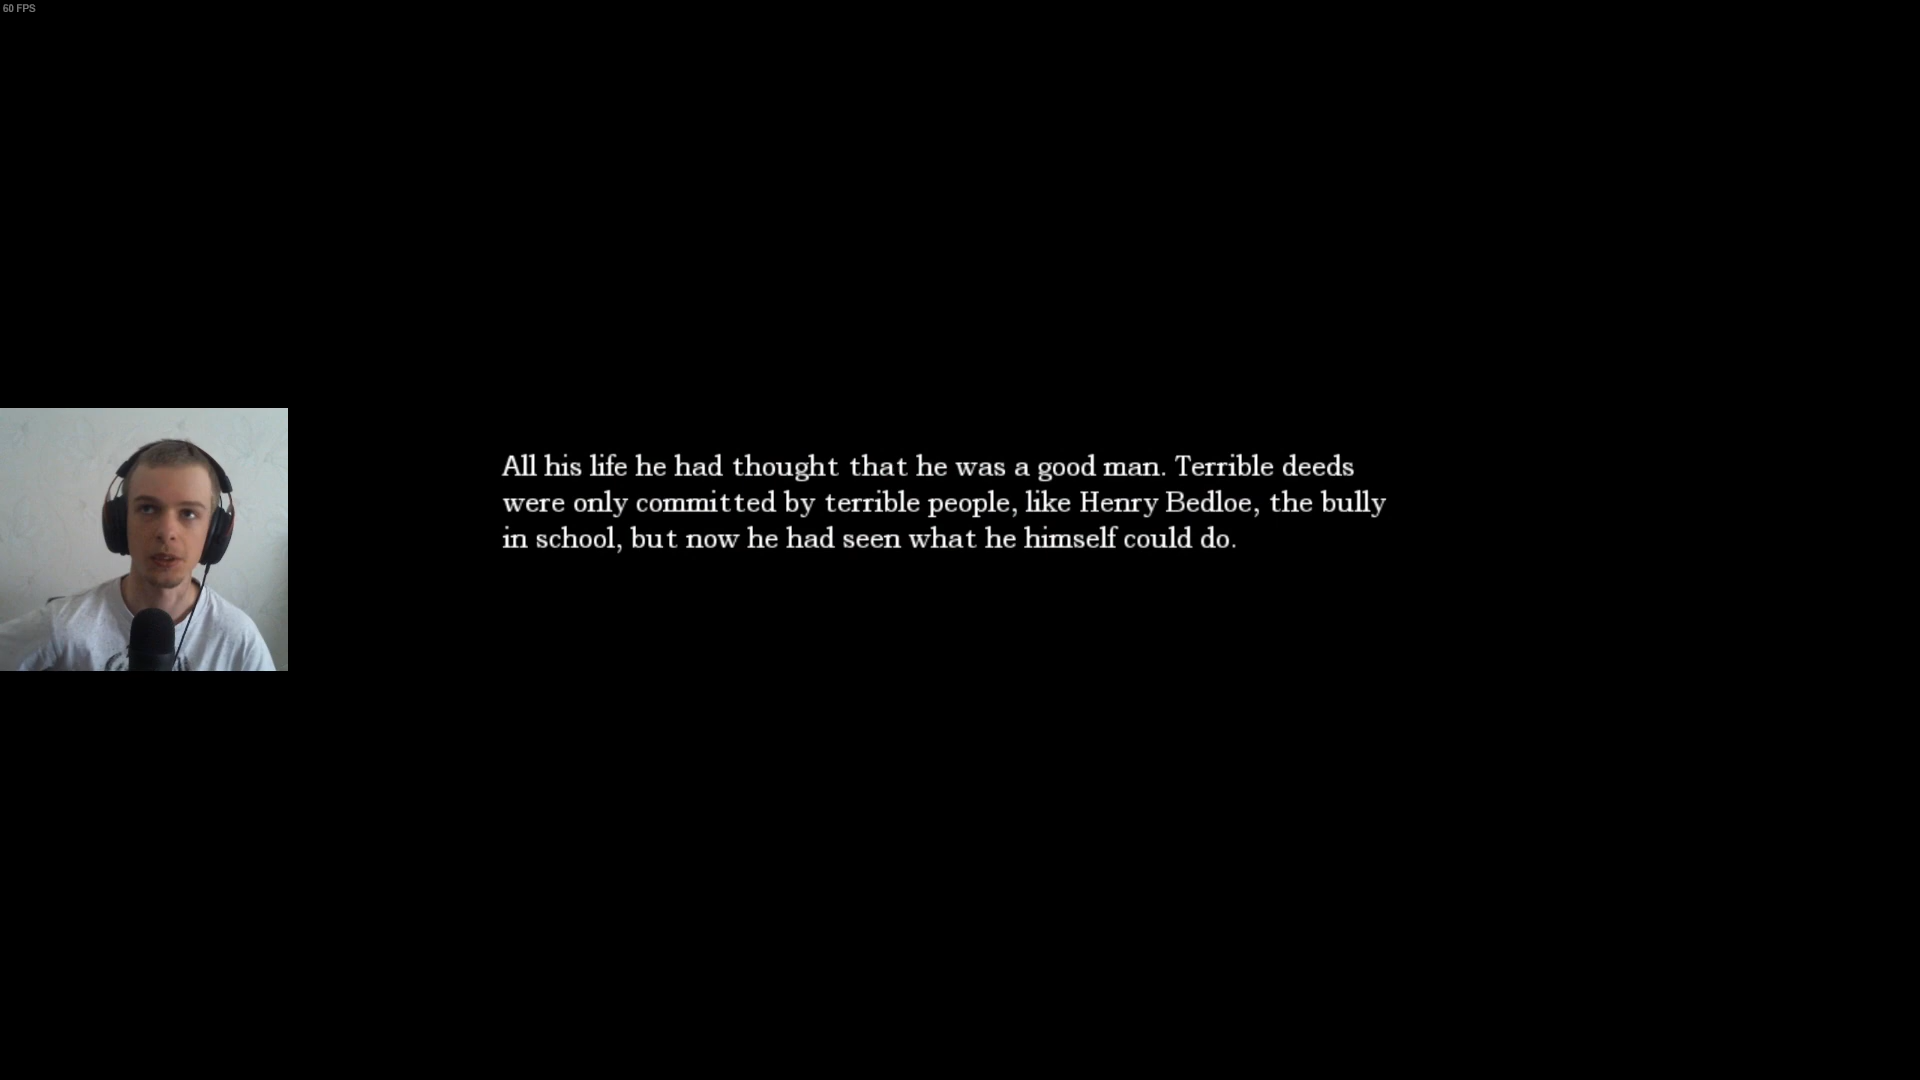 60 FPS
All his life he had thought that he was a good man. Terrible deeds
were only committed by terrible people, like Henry Bedloe, the bully
in school, but now he had seen what he himself could do.